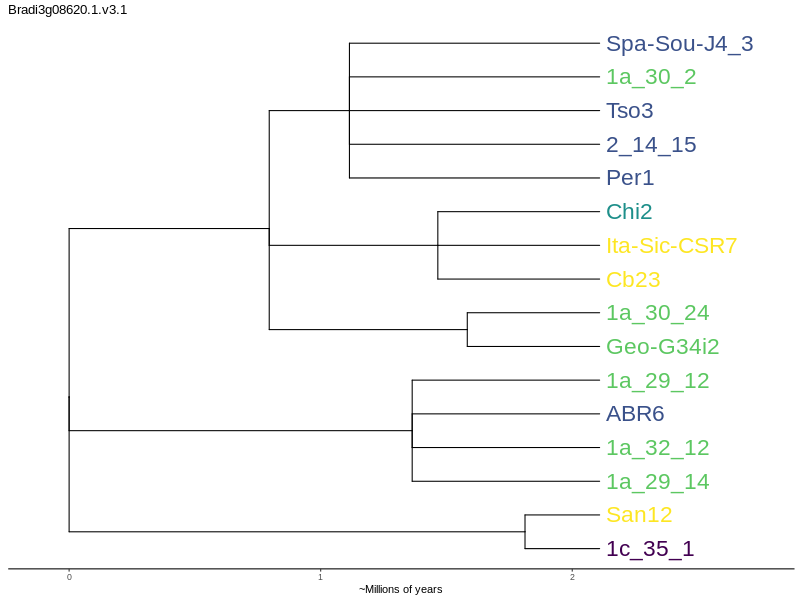 Bradi3g08620.1.v3.1
Spa-Sou-J4_3
1a_30_2
Tso3
2_14_15
Per1
Chi2
Ita-Sic-CSR7
Cb23
1a_30_24
Geo-G34i2
1a_29_12
ABR6
1a_32_12
1a_29_14
San12
1c_35_1
0 1 2
~Millions of years